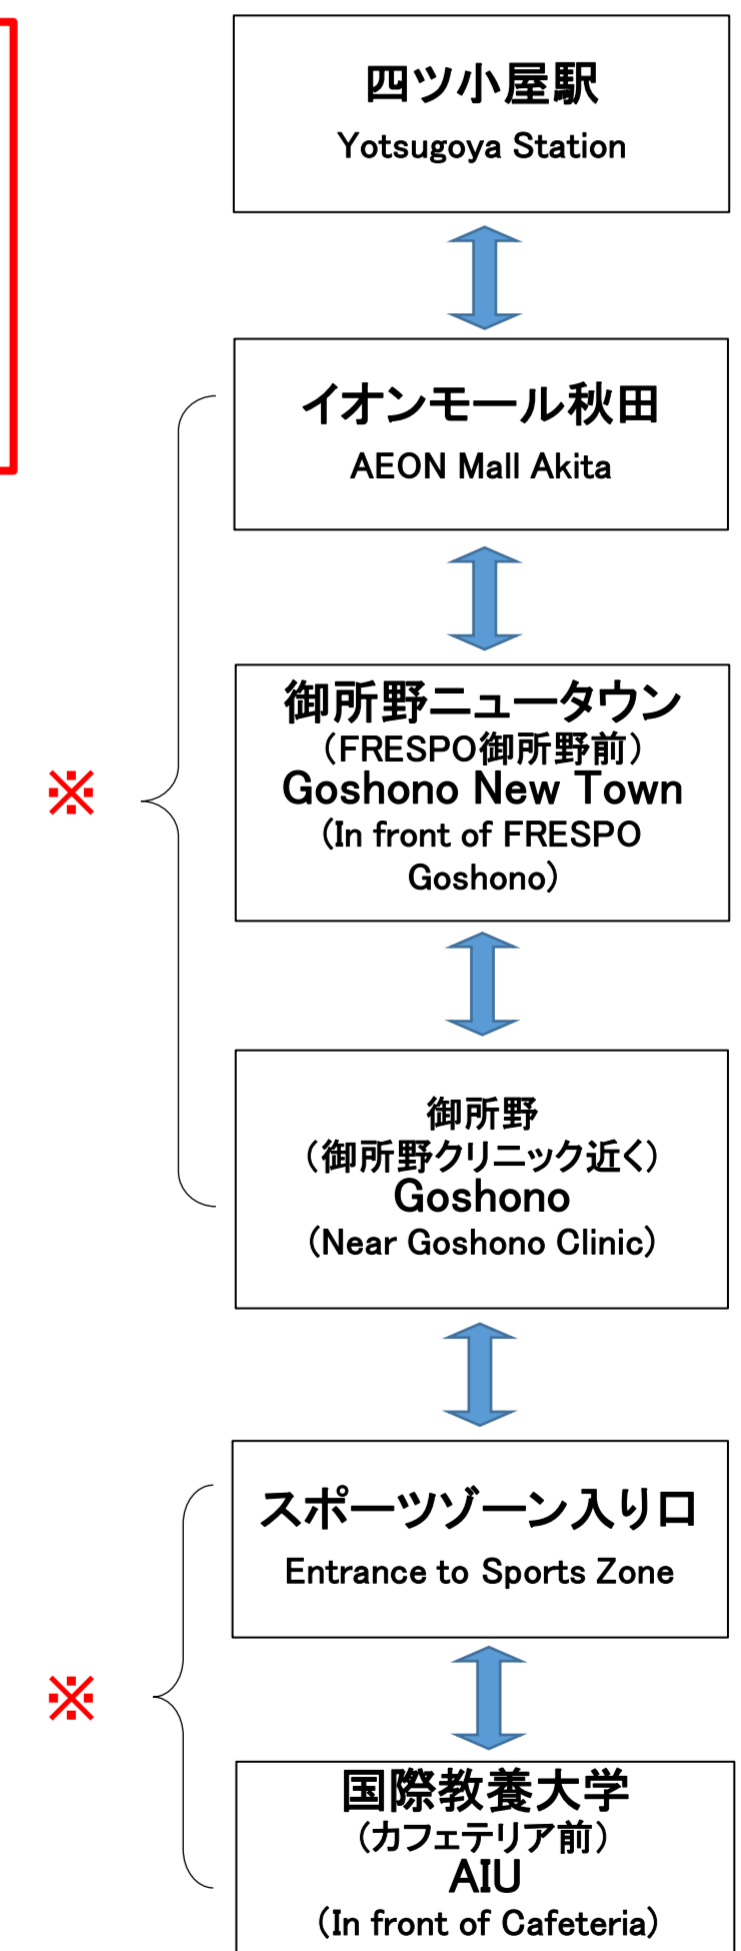 四ツ小屋駅
Yotsugoya Station
イオンモール秋田
AEON Mall Akita
※
御所野ニュータウン
（FRESPO御所野前）
Goshono New Town
(In front of FRESPO
Goshono)
御所野
（御所野クリニック近く）
Goshono
(Near Goshono Clinic)
スポーツゾーン入り口
Entrance to Sports Zone
※
国際教養大学
（カフェテリア前）
AIU
(In front of Cafeteria)